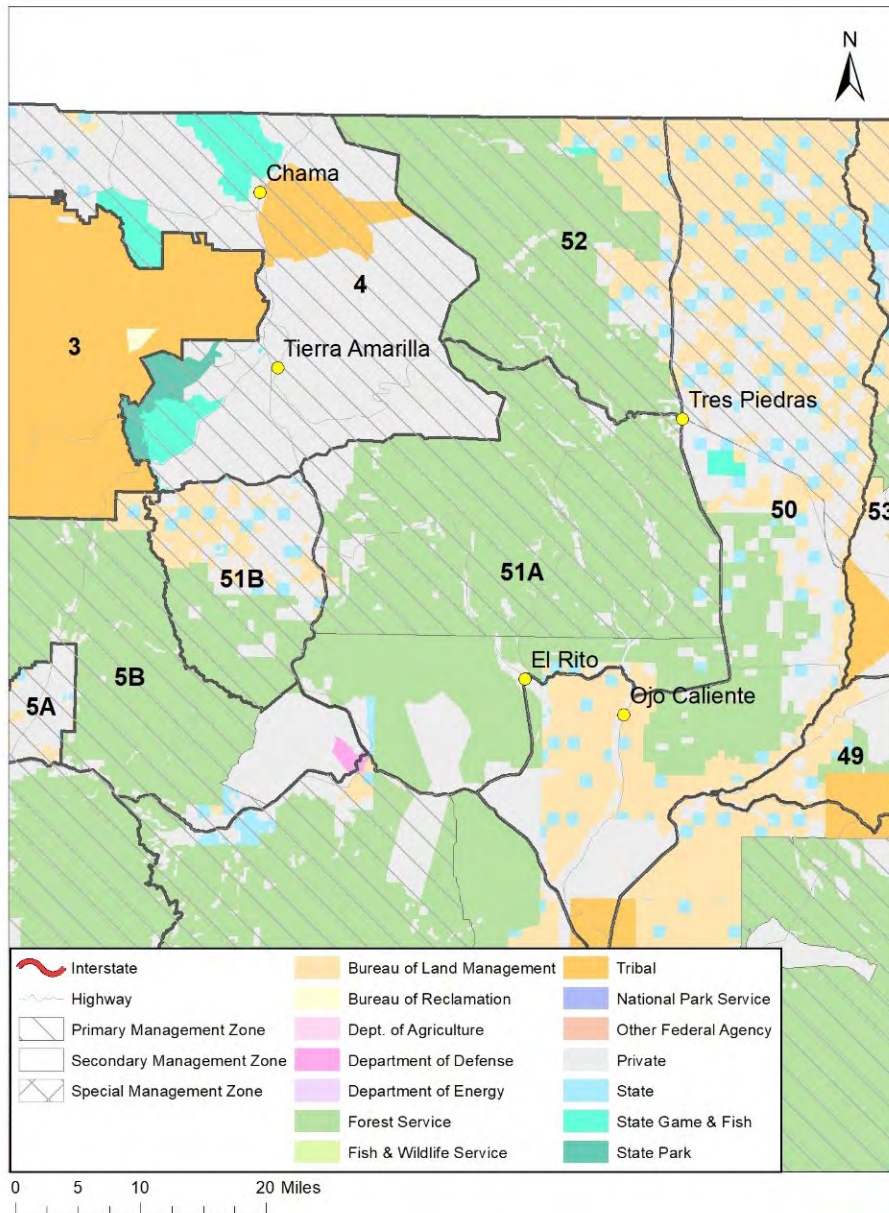 N
Chama
52
4
3
Tierra Amarilla
Tres Piedras
50
53
51B
51A
El Rito
5B
5A
Ojo Caliente
49
Interstate
Highway
Primary Management Zone
Secondary Management Zone
Special Management Zone
Bureau of Land Management
Bureau of Reclamation
Dept. of Agriculture
Department of Defense
Department of Energy
Forest Service
Fish & Wildlife Service
Tribal
National Park Service
Other Federal Agency
Private
State
State Game & Fish
State Park
0 5 10 20 Miles